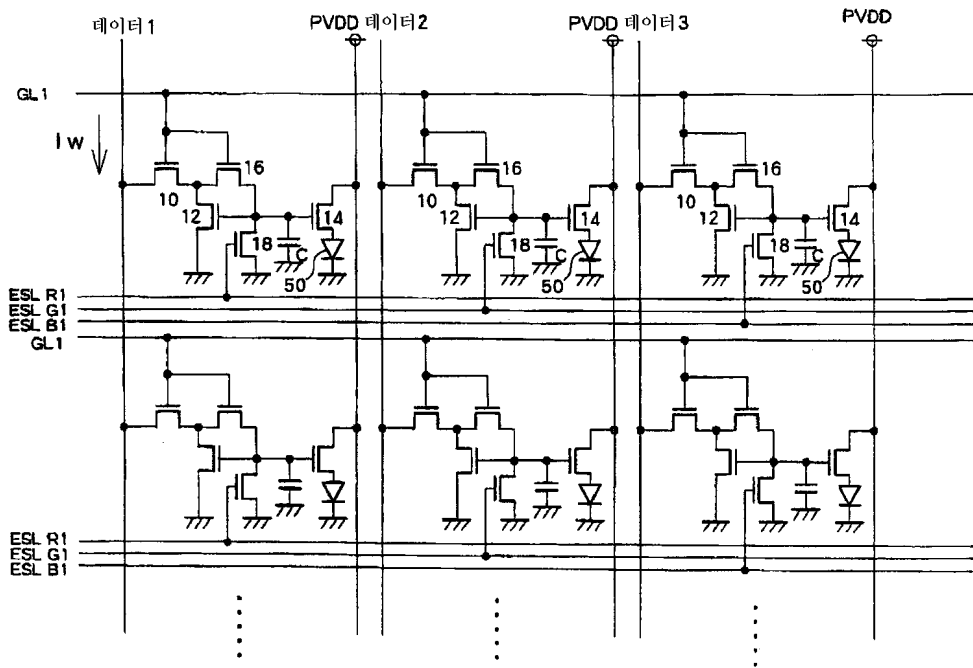 데이터 1
PVDD 데이터 2
PVDD 데이터 3
PVDD
GL1
Iw
16
16
16
10
10
10
12
14
12
14
12
14
18
C
18
C
18
C
50
50
50
ESL R1
ESL G1
ESL B1
GL1
ESL R1
ESL G1
ESL B1